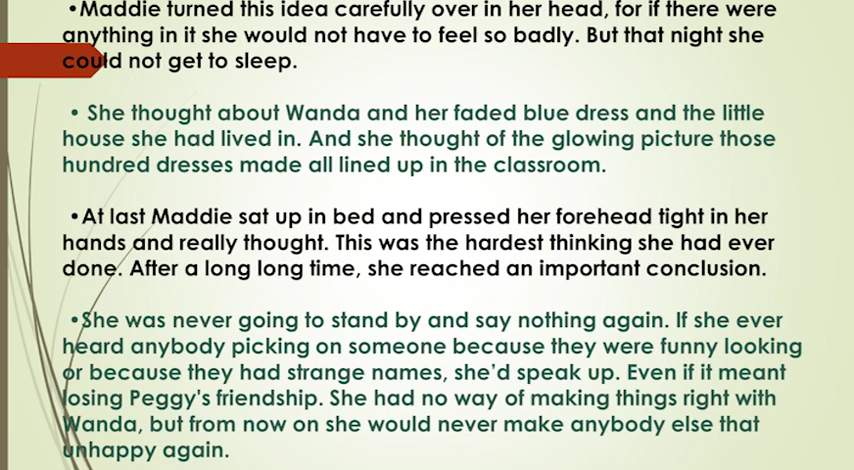 •Maddie turned this idea carefully over in her head, for if there were
anything in it she would not have to feel so badly. But that night she
could not get to sleep.
• She thought about Wanda and her faded blue dress and the little
house she had lived in. And she thought of the glowing picture those
hundred dresses made all lined up in the classroom.
•At last Maddie sat up in bed and pressed her forehead tight in her
hands and really thought. This was the hardest thinking she had ever
done. After a long long time, she reached an important conclusion.
•She was never going to stand by and say nothing again. If she ever
heard anybody picking on someone because they were funny looking
or because they had strange names, she'd speak up. Even if it meant
losing Peggy's friendship. She had no way of making things right with
Wanda, but from now on she would never make anybody else that
unhappy again.